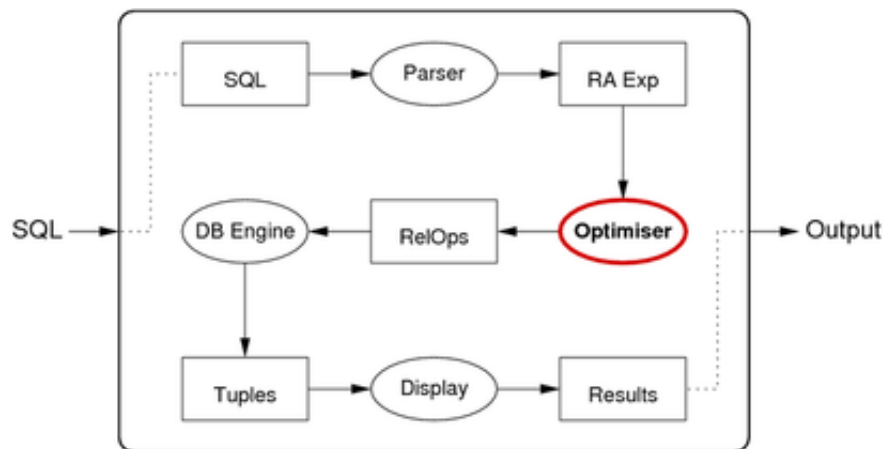 SQL
Parser
RA Exp
SQL
DB Engine
RelOps
Optimiser
Output
Tuples
Display
Results